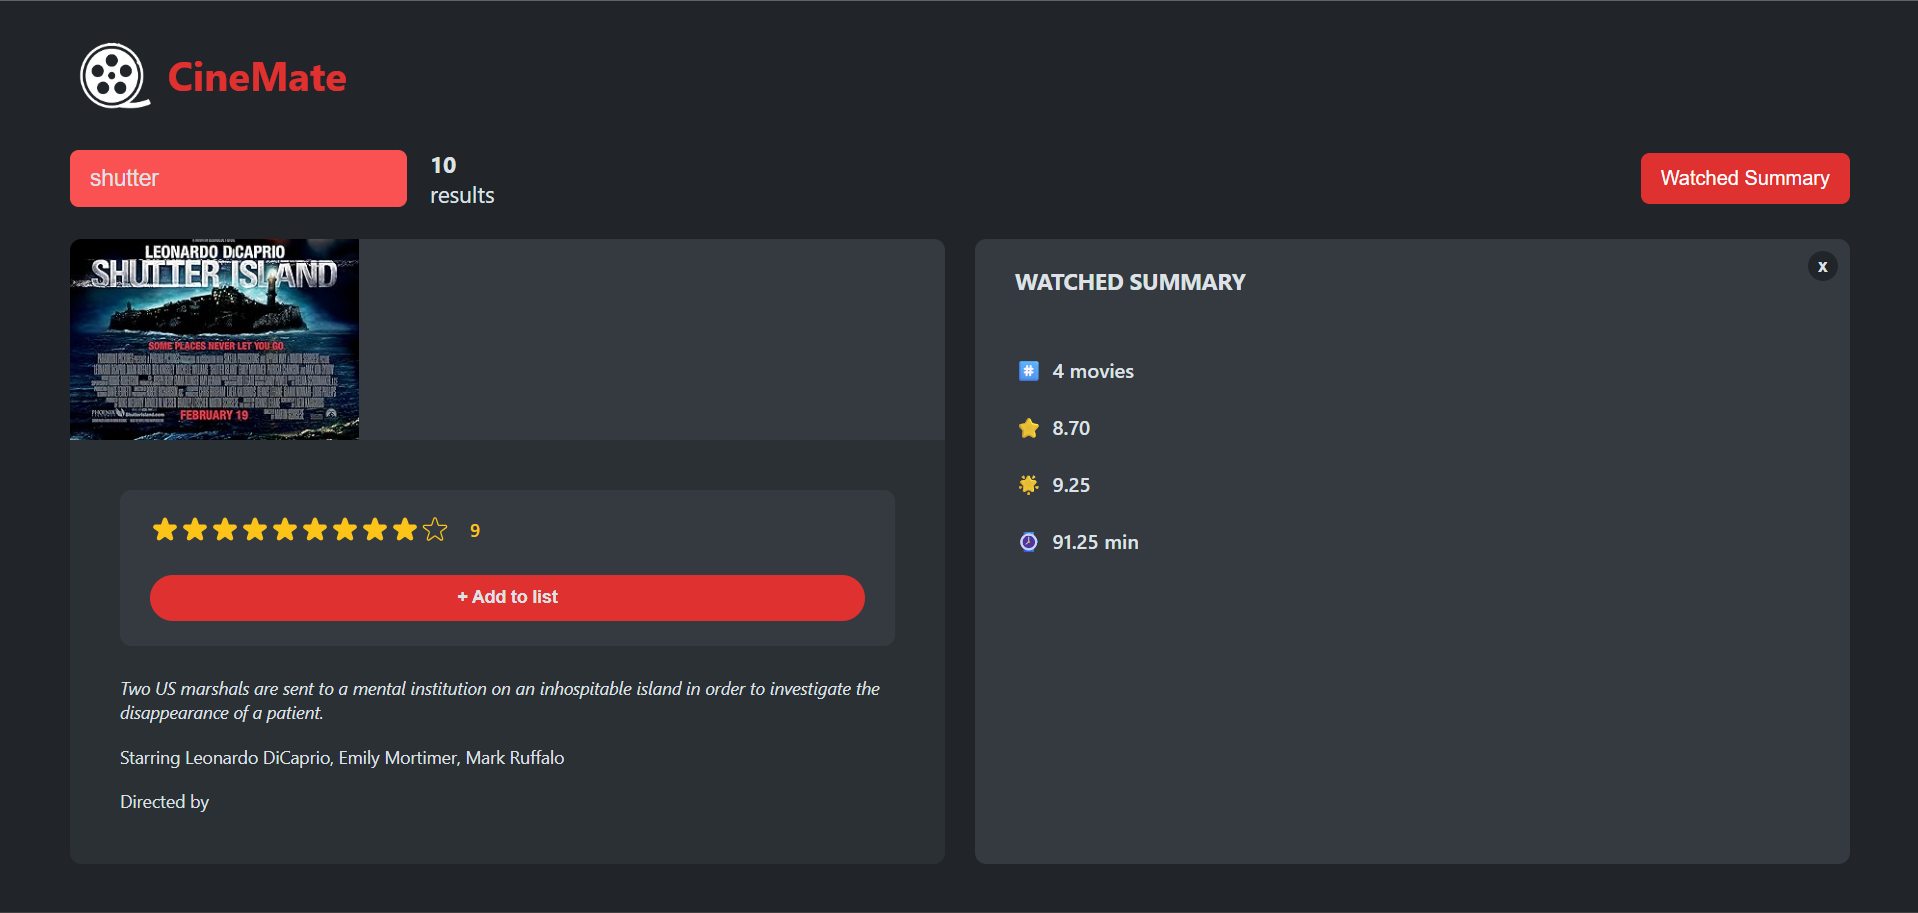 CineMate
shutter
10
results
Watched Summary
LEONARDO DiCAPRIO
SHUTTER ISLAND
SOME PLACES NEVER LET YOU GO
FEBRUARY 19
WATCHED SUMMARY
x
# 4 movies
8.70
9.25
91.25 min
9
+ Add to list
Two US marshals are sent to a mental institution on an inhospitable island in order to investigate the
disappearance of a patient.
Starring Leonardo DiCaprio, Emily Mortimer, Mark Ruffalo
Directed by